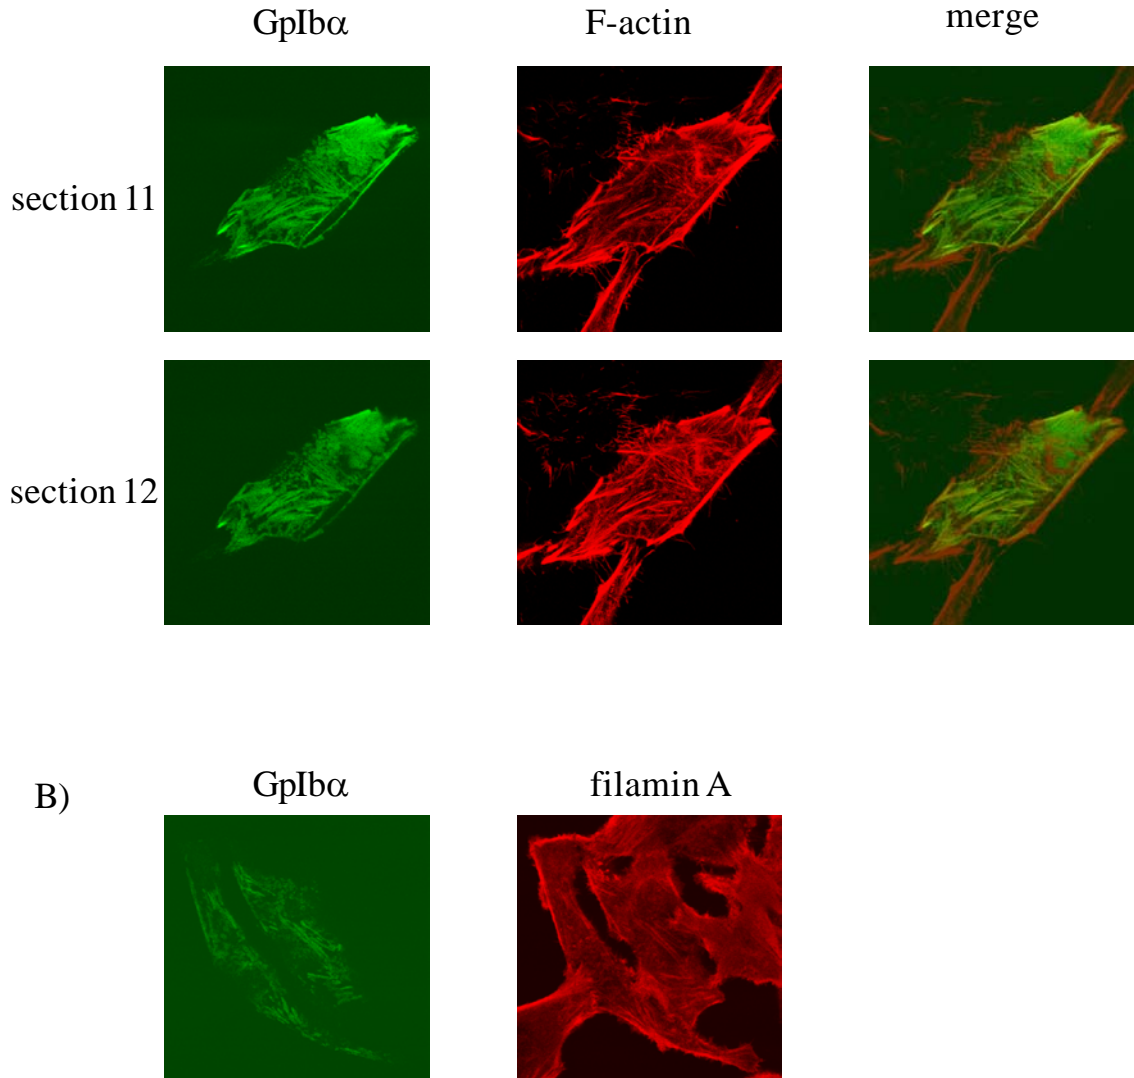 GpIbα F-actin merge
section 11
section 12
B) GpIbα filamin A